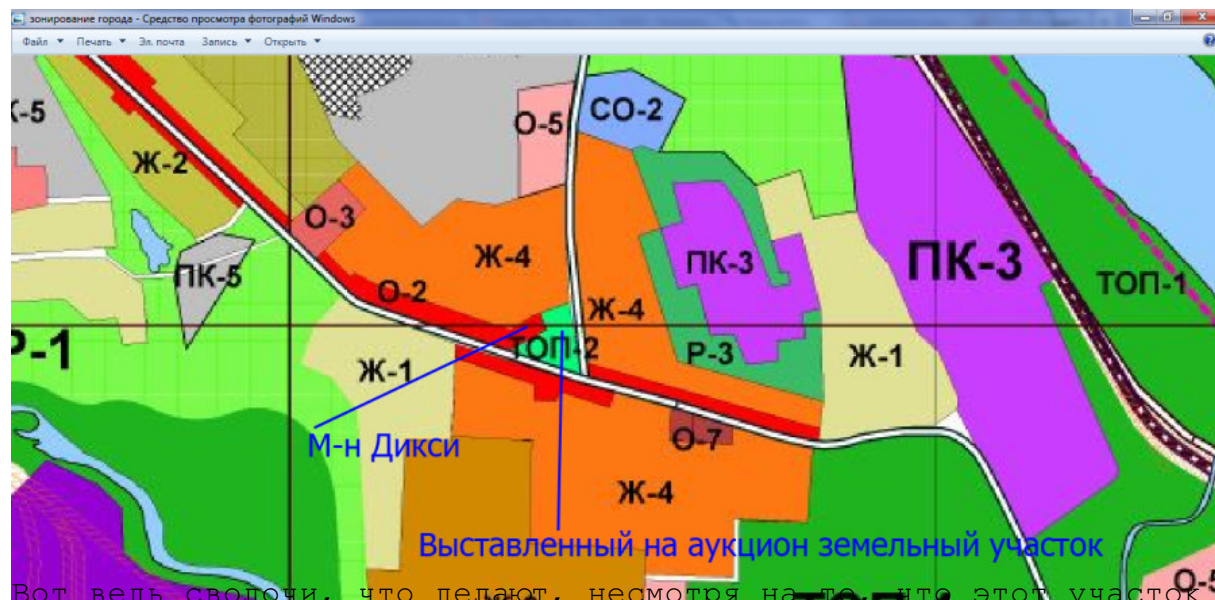 зонирование города - Средство просмотра фотографий Windows
Файл Печать Эл. почта Запись Открыть
К-5
Ж-2
О-5
СО-2
О-3
ПК-5
Ж-4
ПК-3
ПК-3
ТОП-1
О-2
Ж-4
Р-1
ТОП-2
Р-3
Ж-1
Ж-1
М-н Дикси
О-7
Ж-4
Выставленный на аукцион земельный участок
О-5
Вот ведь сволочи, что делают, несмотря на то, что этот участок